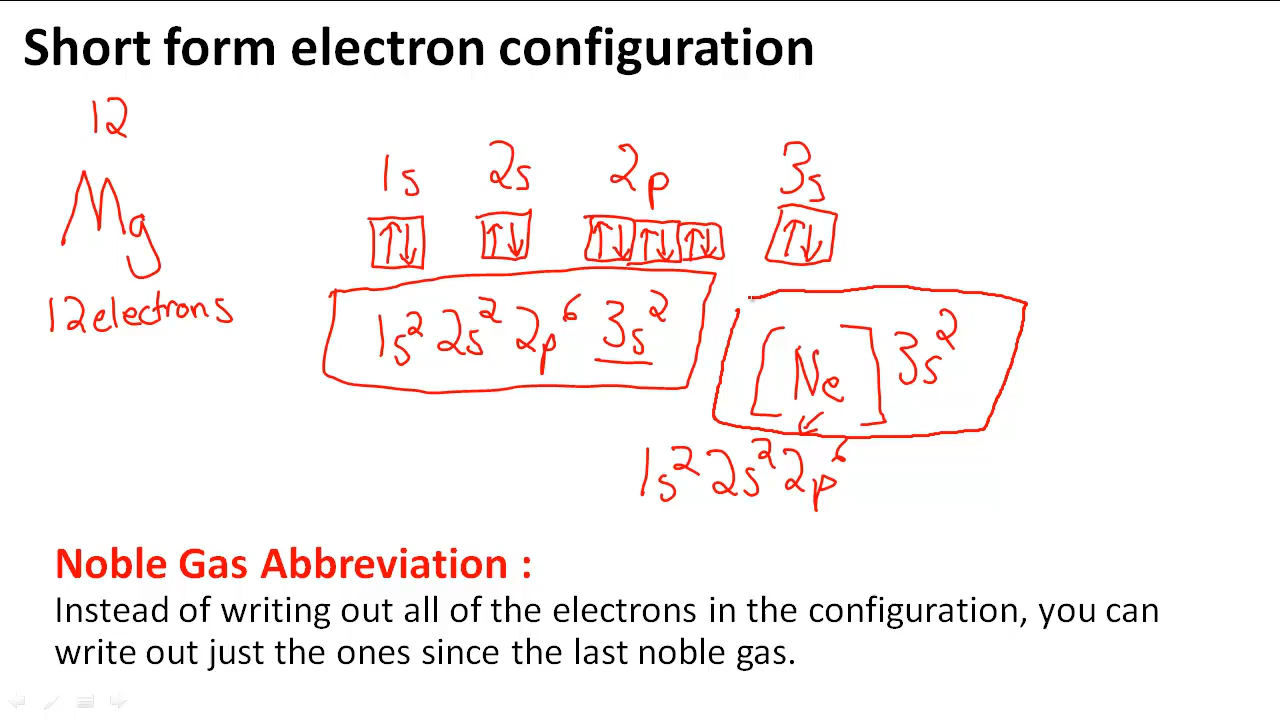 Short form electron configuration
12
Mg
12 electrons
1s 2s 2p 3s
↑↓ ↑↓ ↑↓ ↑↓ ↑↓ ↑↓
1s² 2s² 2p⁶ 3s²
[Ne] 3s²
1s² 2s² 2p⁶
Noble Gas Abbreviation :
Instead of writing out all of the electrons in the configuration, you can
write out just the ones since the last noble gas.